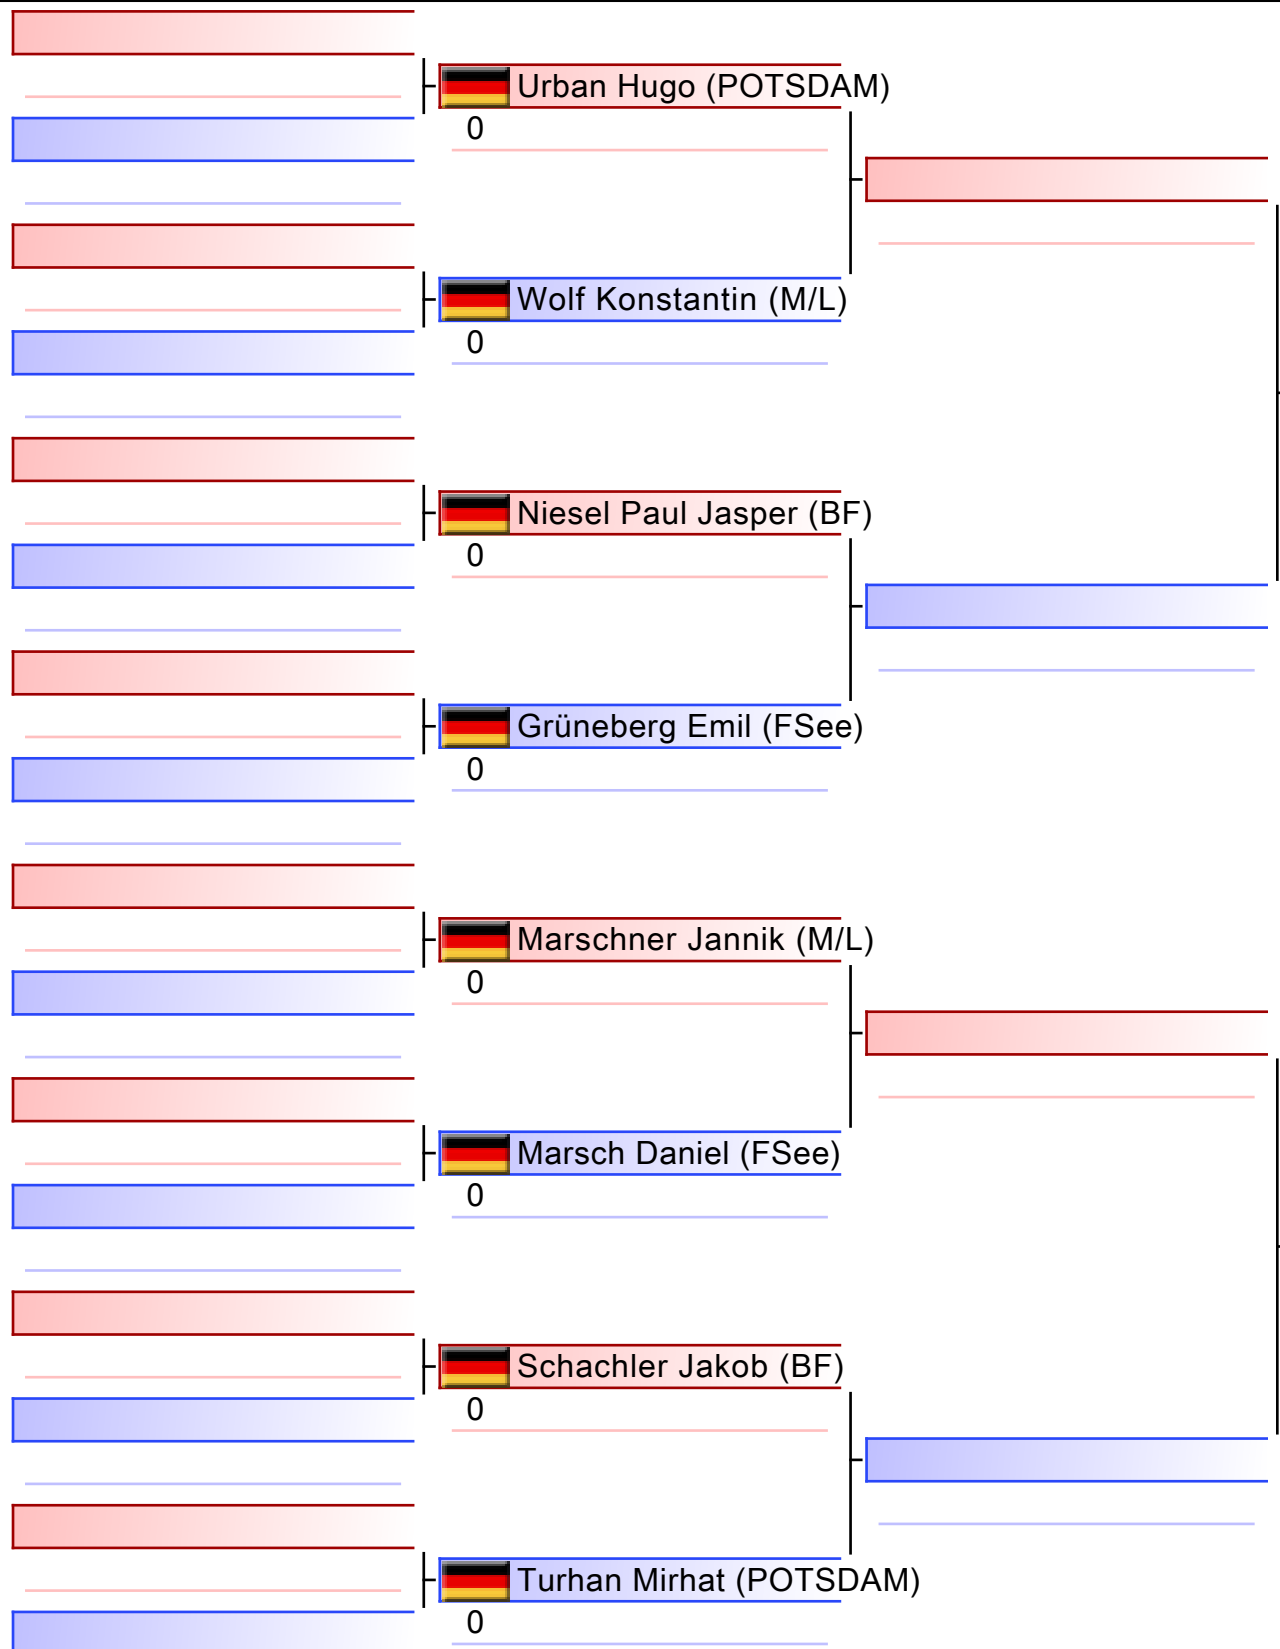 Urban Hugo (POTSDAM)
0
Wolf Konstantin (M/L)
0
Niesel Paul Jasper (BF)
0
Grüneberg Emil (FSee)
0
Marschner Jannik (M/L)
0
Marsch Daniel (FSee)
0
Schachler Jakob (BF)
0
Turhan Mirhat (POTSDAM)
0